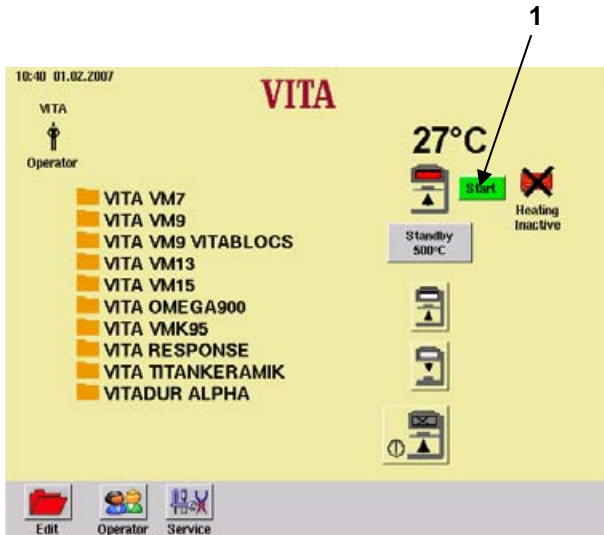 1
10:40 01.02.2007
VITA
VITA
Operator
27°C
Start
Heating
Inactive
Standby
500°C
VITA VM7
VITA VM9
VITA VM9 VITABLOCS
VITA VM13
VITA VM15
VITA OMEGA900
VITA VMK95
VITA RESPONSE
VITA TITANKERAMIK
VITADUR ALPHA
Edit
Operator
Service